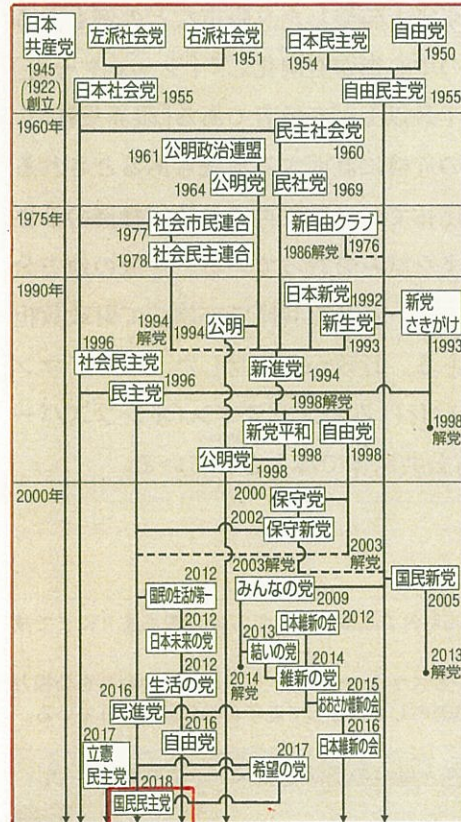 日本
共産党
1945
(1922
創立)
左派社会党
右派社会党
1951
日本社会党
1955
日本民主党
1954
自由党
1950
自由民主党
1955
1960年
民主社会党
1960
1961
公明政治連盟
1964
公明党
民社党
1969
1975年
社会市民連合
1977
1978
社会民主連合
新自由クラブ
1976
1986解党
1990年
日本新党
1992
新生党
1993
新党
さきがけ
1993
1994
解党
1994
公明
1996
社会民主党
1996
民主党
新進党
1994
1998解党
1998
解党
新党平和
1998
自由党
1998
公明党
1998
2000年
2000
保守党
2002
保守新党
2003解党
2003
解党
国民新党
2005
2013
解党
2012
国民の生活が第一
2012
日本未来の党
2012
生活の党
みんなの党
2009
日本維新の会
2012
2013
結いの党
2014
維新の党
2014
解党
2015
おおさか維新の会
2016
日本維新の会
2016
民進党
2016
自由党
2017
立憲
民主党
2017
希望の党
2018
国民民主党